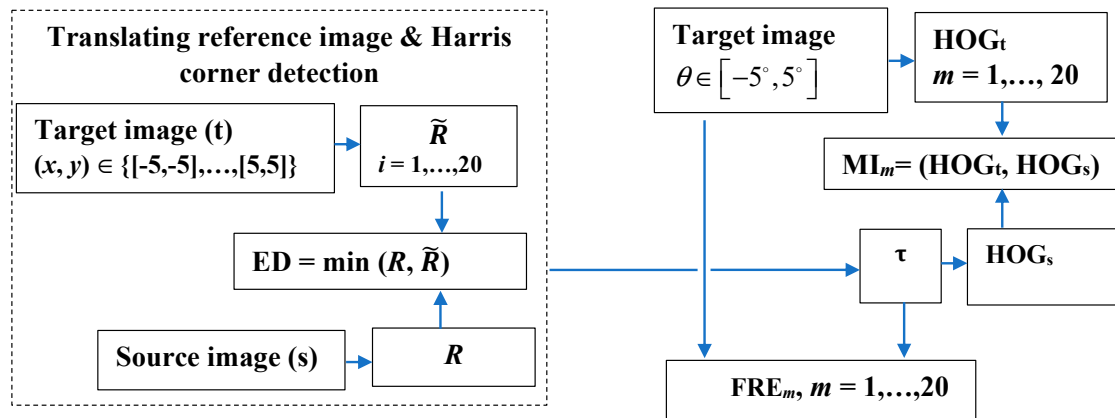 Translating reference image & Harris
corner detection
Target image (t)
(x, y) ∈ {[-5,-5],…,[5,5]}
R̃
i = 1,…,20
ED = min (R, R̃)
Source image (s)
R
Target image
θ ∈ [−5°, 5°]
HOGt
m = 1,…, 20
MIm= (HOGt, HOGs)
τ
HOGs
FREm, m = 1,…,20